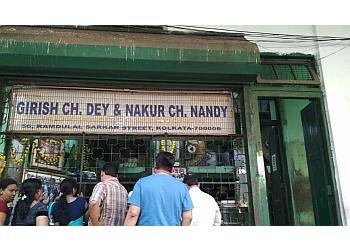 GIRISH CH. DEY & NAKUR CH. NANDY
56, RAMDULAL SARKAR STREET, KOLKATA-700006